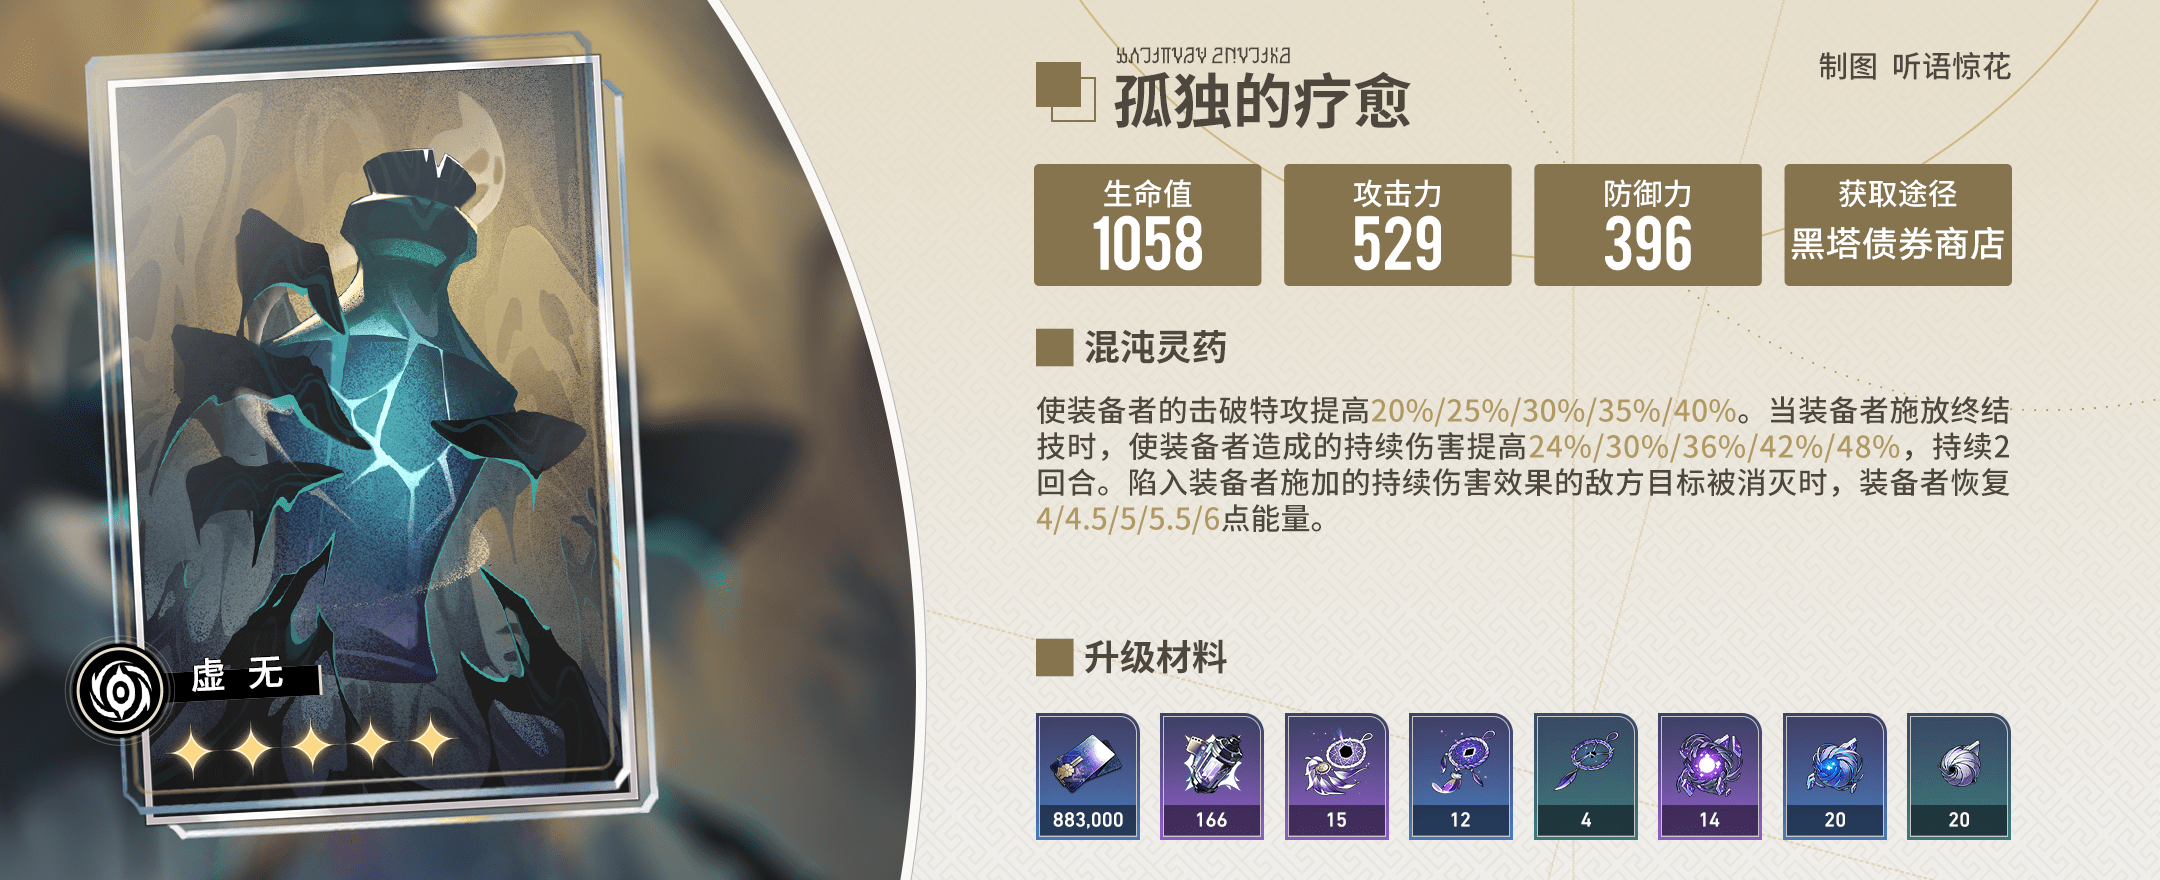 孤独的疗愈
制图 听语惊花
生命值
1058
攻击力
529
防御力
396
获取途径
黑塔债券商店
混沌灵药
使装备者的击破特攻提高20%/25%/30%/35%/40%。当装备者施放终结
技时，使装备者造成的持续伤害提高24%/30%/36%/42%/48%，持续2
回合。陷入装备者施加的持续伤害效果的敌方目标被消灭时，装备者恢复
4/4.5/5/5.5/6点能量。
虚无
升级材料
883,000
166
15
12
4
14
20
20